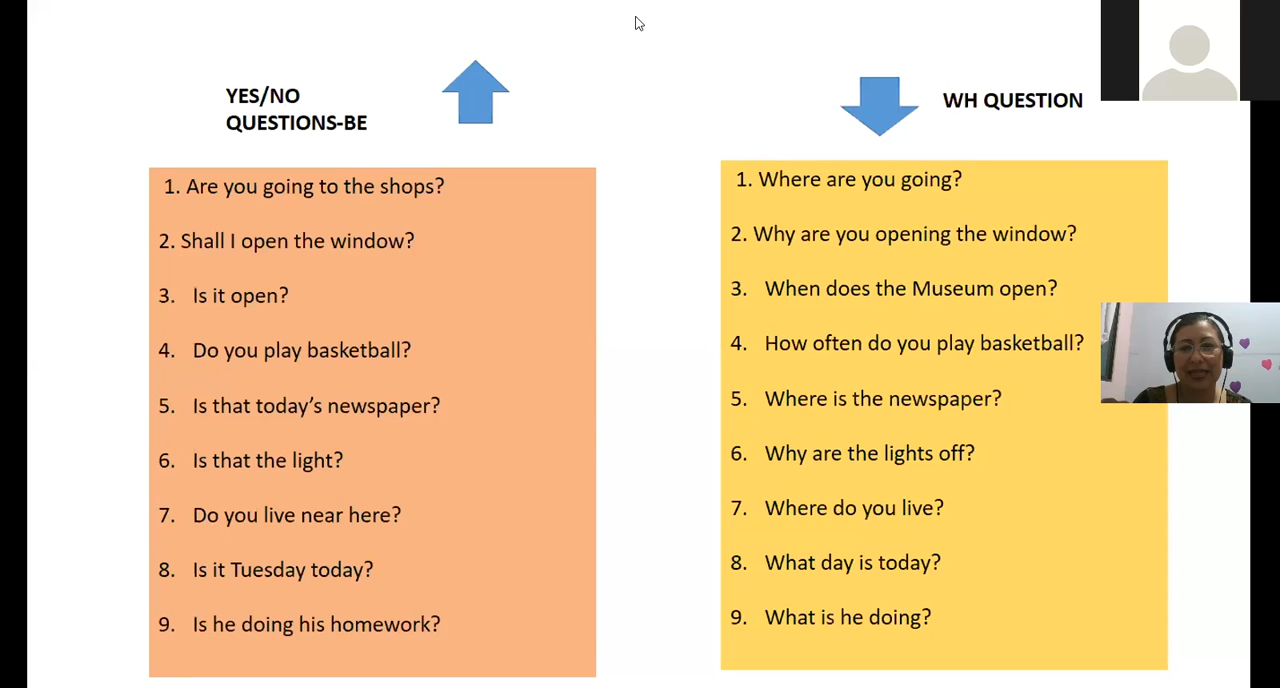 YES/NO
QUESTIONS-BE
1. Are you going to the shops?
2. Shall I open the window?
3. Is it open?
4. Do you play basketball?
5. Is that today’s newspaper?
6. Is that the light?
7. Do you live near here?
8. Is it Tuesday today?
9. Is he doing his homework?
WH QUESTION
1. Where are you going?
2. Why are you opening the window?
3. When does the Museum open?
4. How often do you play basketball?
5. Where is the newspaper?
6. Why are the lights off?
7. Where do you live?
8. What day is today?
9. What is he doing?